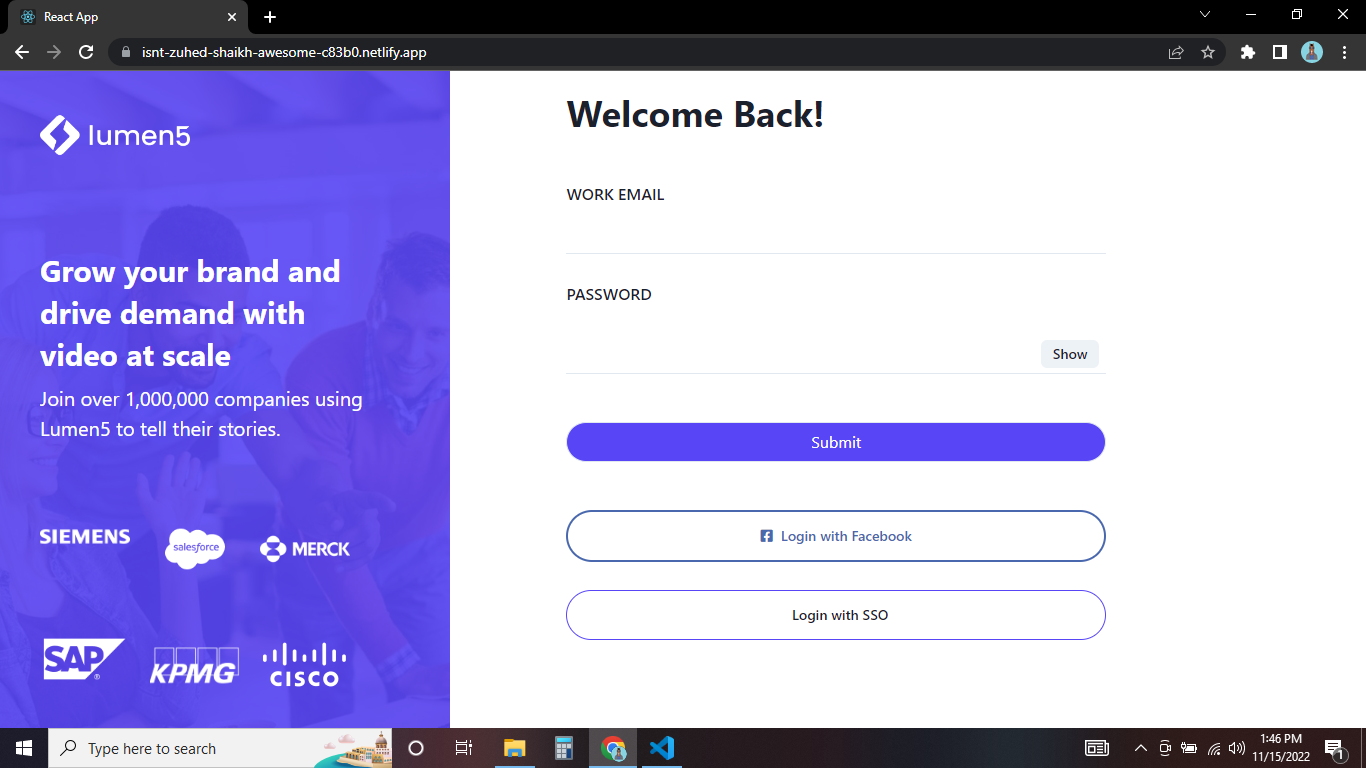 React App
isnt-zuhed-shaikh-awesome-c83b0.netlify.app
lumen5
Grow your brand and
drive demand with
video at scale
Join over 1,000,000 companies using
Lumen5 to tell their stories.
SIEMENS
salesforce
MERCK
SAP®
KPMG
CISCO
Welcome Back!
WORK EMAIL
PASSWORD
Show
Submit
Login with Facebook
Login with SSO
Type here to search
1:46 PM
11/15/2022
1